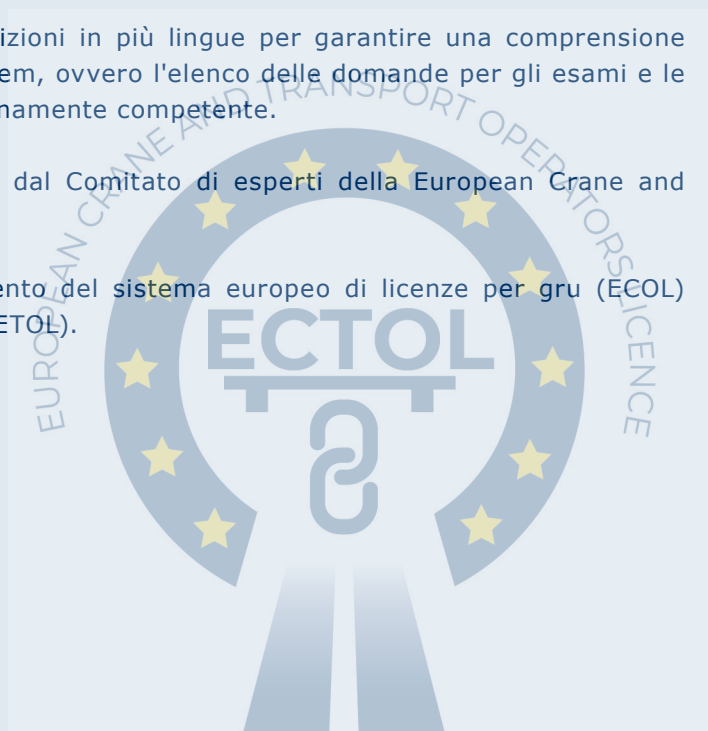 izioni in più lingue per garantire una comprensione
em, ovvero l'elenco delle domande per gli esami e le
namente competente.
dal Comitato di esperti della European Crane and
ento del sistema europeo di licenze per gru (ECOL)
ETOL).
EUROPEAN CRANE AND TRANSPORT OPERATORS LICENCE
ECTOL